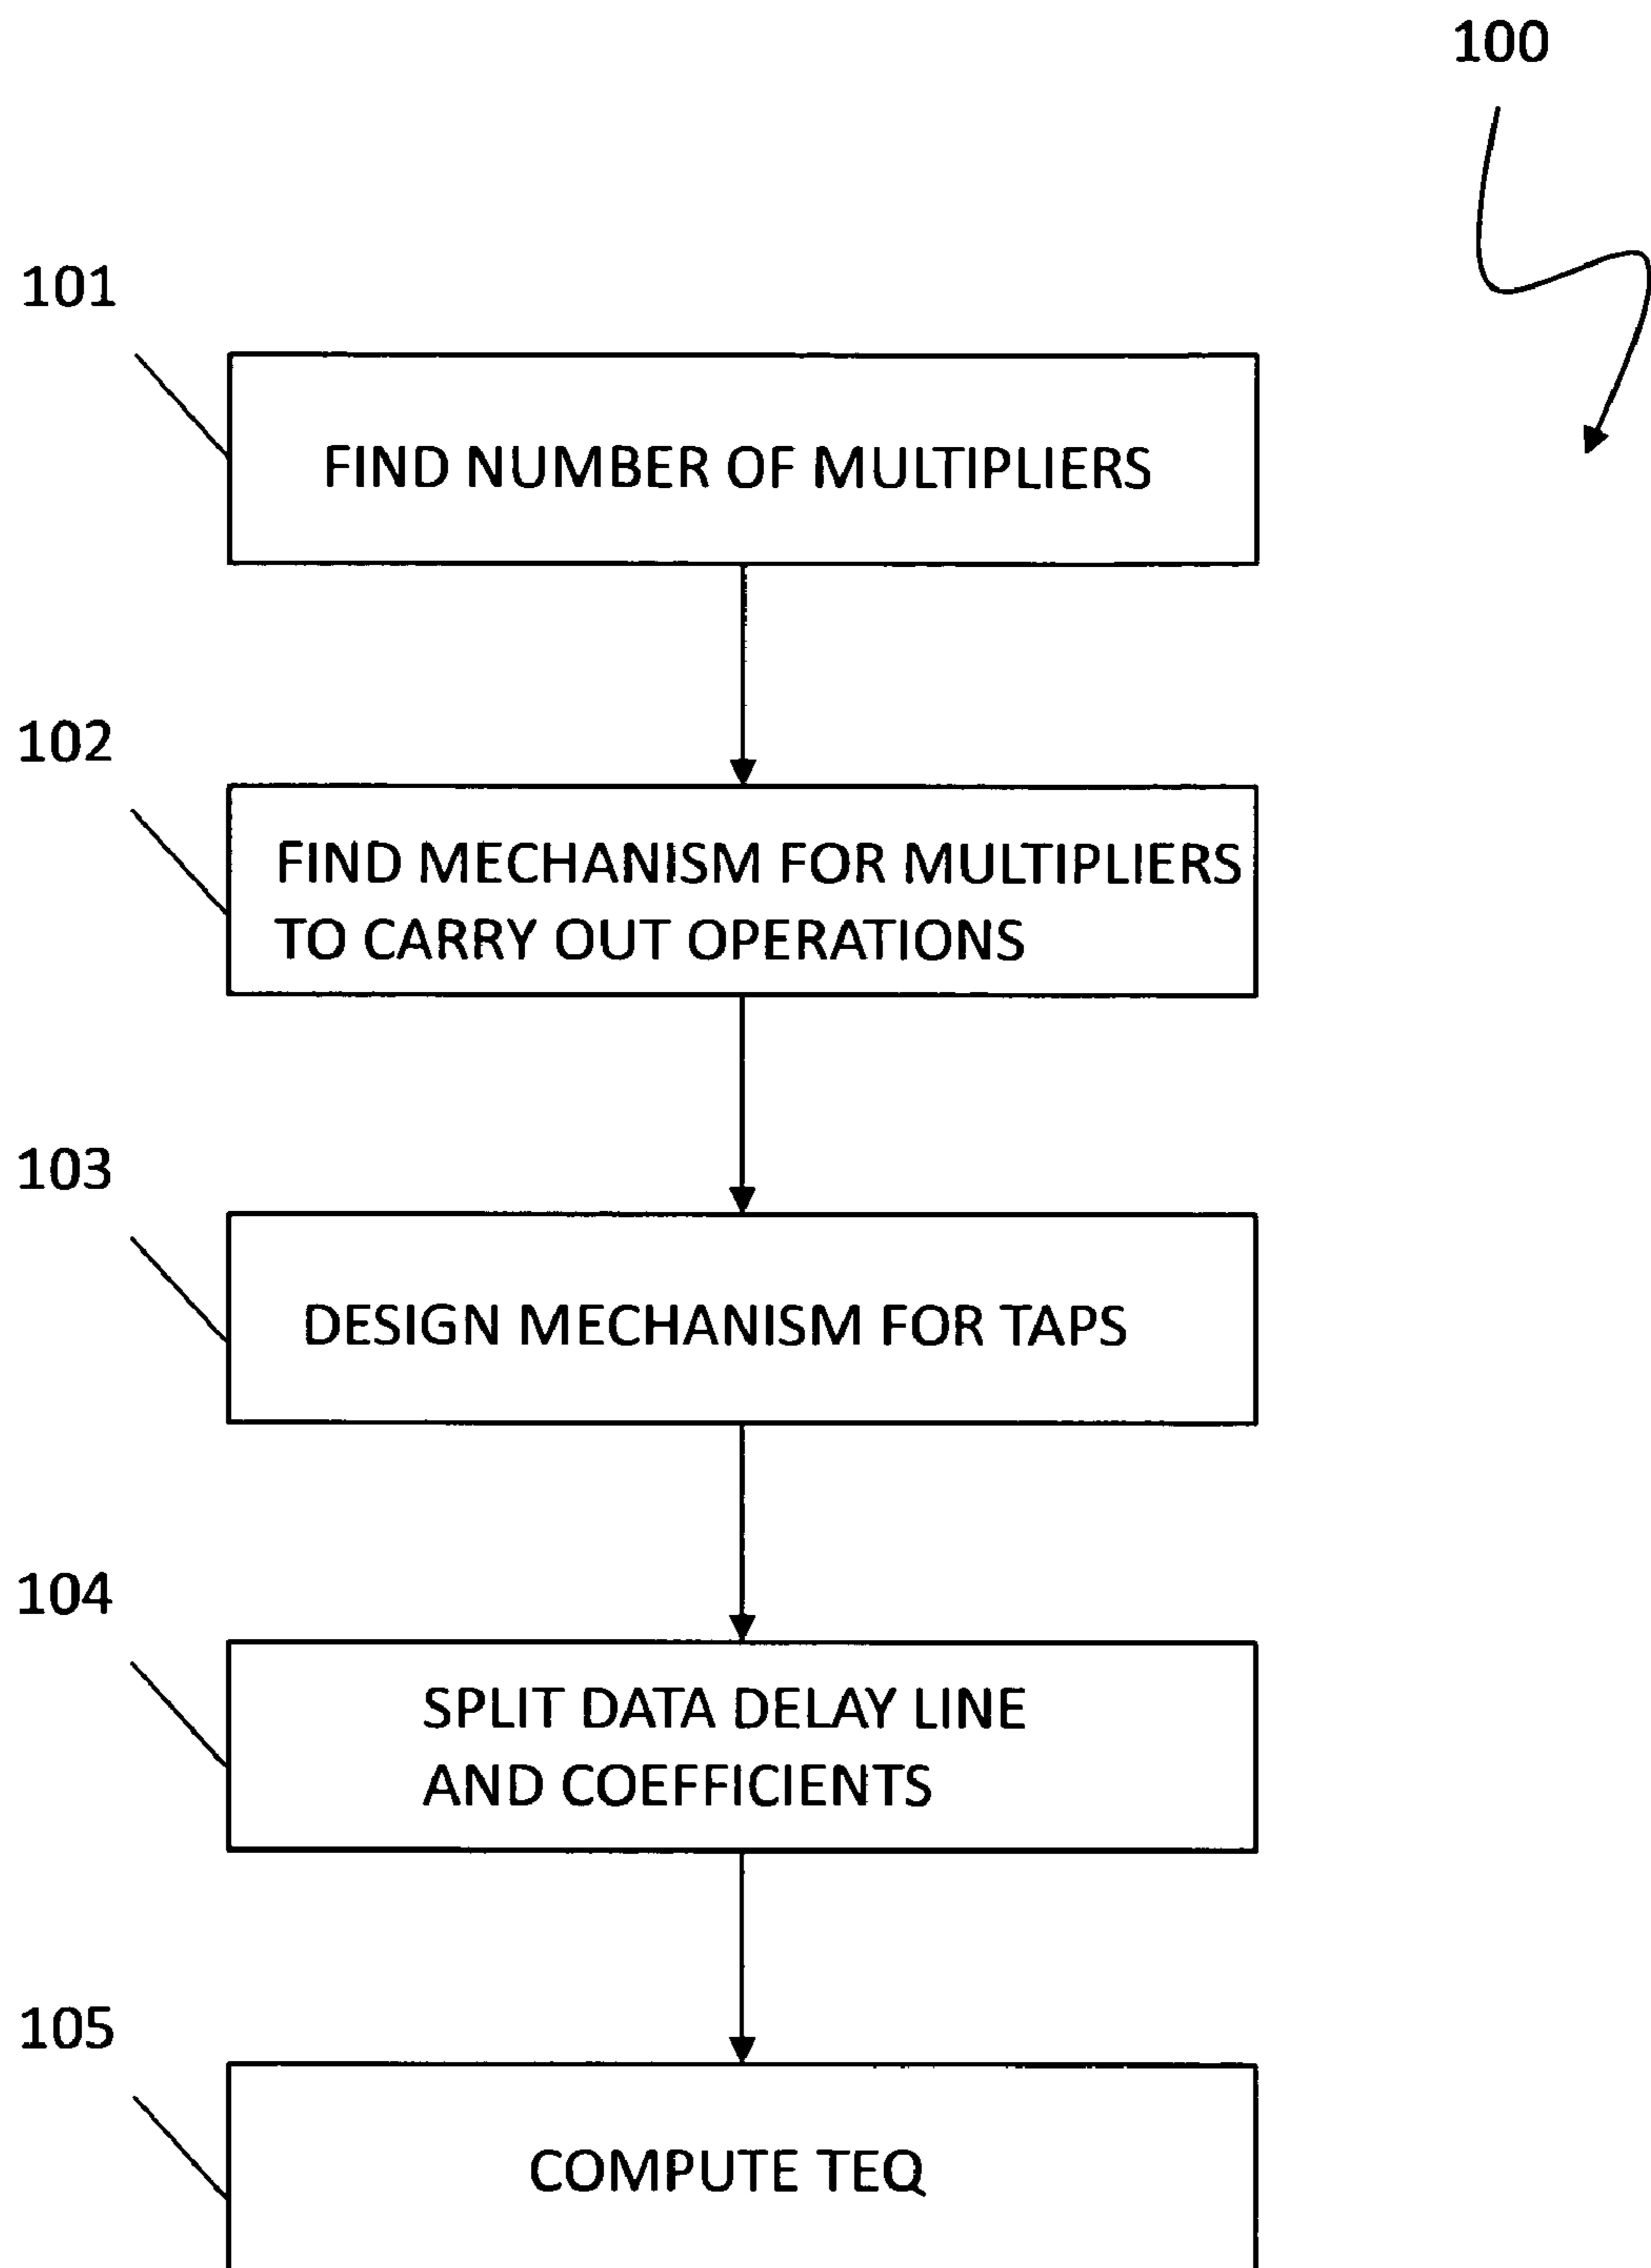 100
101
FIND NUMBER OF MULTIPLIERS
102
FIND MECHANISM FOR MULTIPLIERS
TO CARRY OUT OPERATIONS
103
DESIGN MECHANISM FOR TAPS
104
SPLIT DATA DELAY LINE
AND COEFFICIENTS
105
COMPUTE TEQ